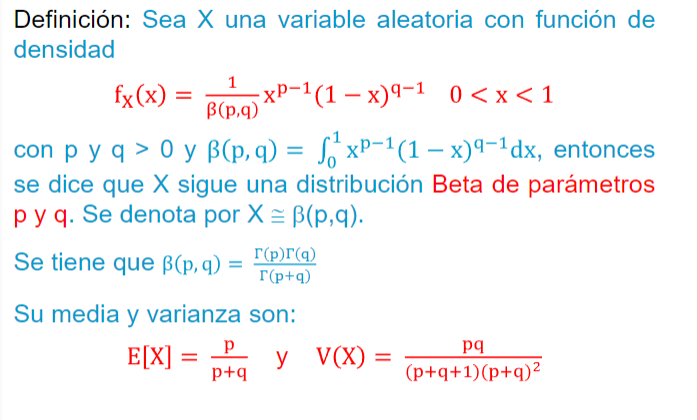 Definición: Sea X una variable aleatoria con función de
densidad
f_X(x) = 1/β(p,q) x^{p−1}(1 − x)^{q−1} 0 < x < 1
con p y q > 0 y β(p, q) = ∫_0^1 x^{p−1}(1 − x)^{q−1}dx, entonces
se dice que X sigue una distribución Beta de parámetros
p y q. Se denota por X ≅ β(p,q).
Se tiene que β(p, q) = Γ(p)Γ(q)/Γ(p+q)
Su media y varianza son:
E[X] = p/(p+q) y V(X) = pq/((p+q+1)(p+q)^2)